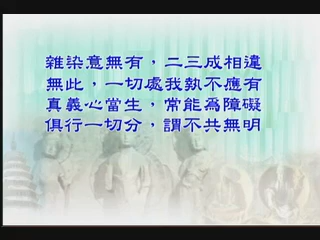 雜染意無有，二三成相違
無此，一切處我執不應有
真義心當生，常能為障礙
俱行一切分，謂不共無明